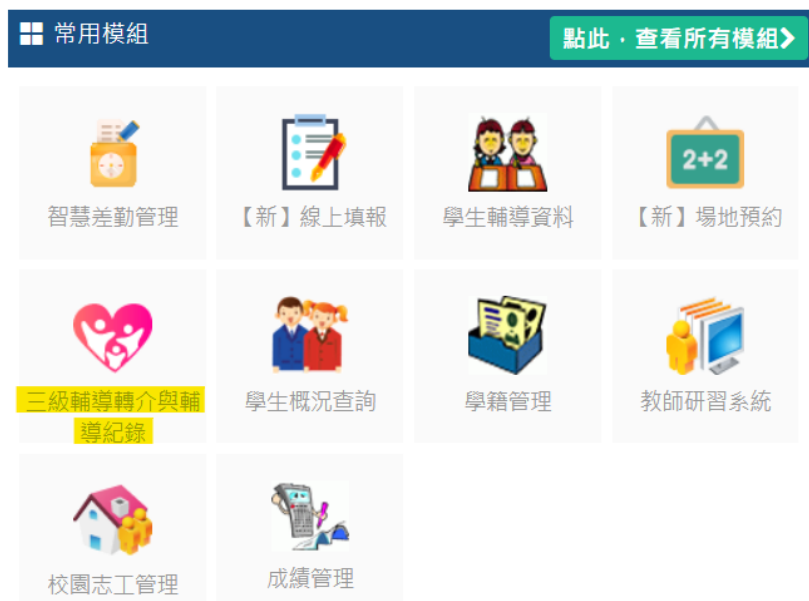 常用模組
點此，查看所有模組
智慧差勤管理
【新】線上填報
學生輔導資料
2+2
【新】場地預約
三級輔導轉介與輔
導紀錄
學生概況查詢
學籍管理
教師研習系統
校園志工管理
成績管理